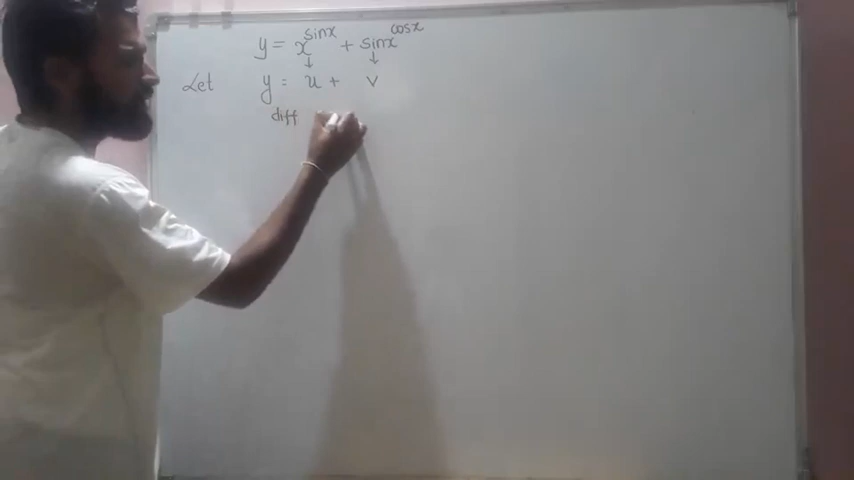 y = x^sinx + sinx^cosx
↓ ↓
Let y = u + v
diff